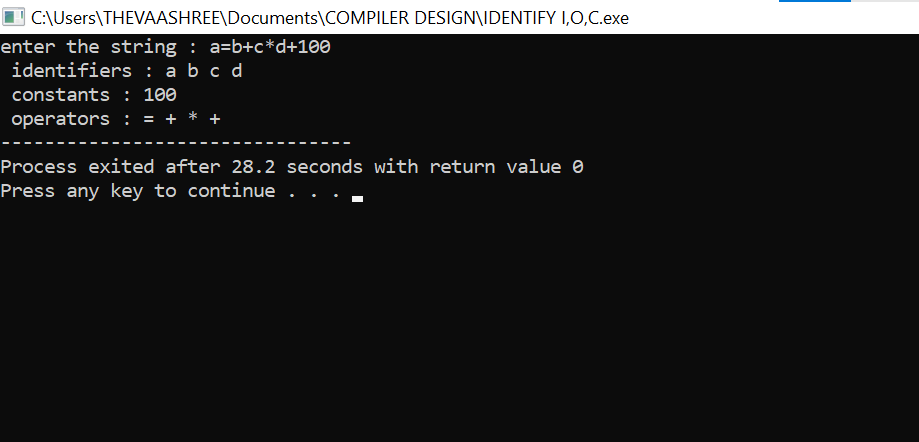 C:\Users\THEVAASHREE\Documents\COMPILER DESIGN\IDENTIFY I,O,C.exe
enter the string : a=b+c*d+100
 identifiers : a b c d
 constants : 100
 operators : = + * +
--------------------------------
Process exited after 28.2 seconds with return value 0
Press any key to continue . . .